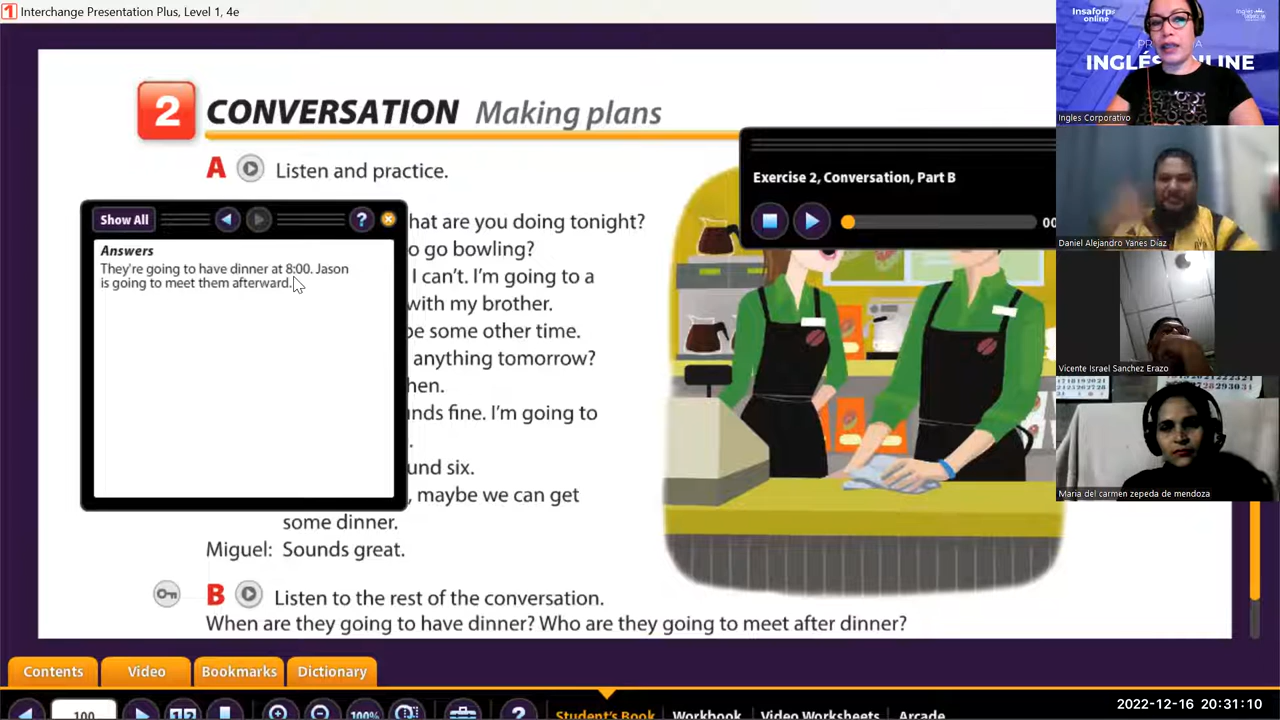 Interchange Presentation Plus, Level 1, 4e
2 CONVERSATION Making plans
A Listen and practice.
hat are you doing tonight?
o go bowling?
I can't. I'm going to a
with my brother.
be some other time.
anything tomorrow?
hen.
nds fine. I'm going to
und six.
, maybe we can get
some dinner.
Miguel: Sounds great.
B Listen to the rest of the conversation.
When are they going to have dinner? Who are they going to meet after dinner?
Show All
?
Answers
They're going to have dinner at 8:00. Jason
is going to meet them afterward.
Exercise 2, Conversation, Part B
00
Insaforp
online
INGLÉS ONLINE
Ingles Corporativo
Daniel Alejandro Yanes Díaz
Vicente Israel Sanchez Erazo
Maria del carmen zepeda de mendoza
Contents
Video
Bookmarks
Dictionary
100
100%
?
Student's Book
Workbook
Video Worksheets
Arcade
2022-12-16 20:31:10